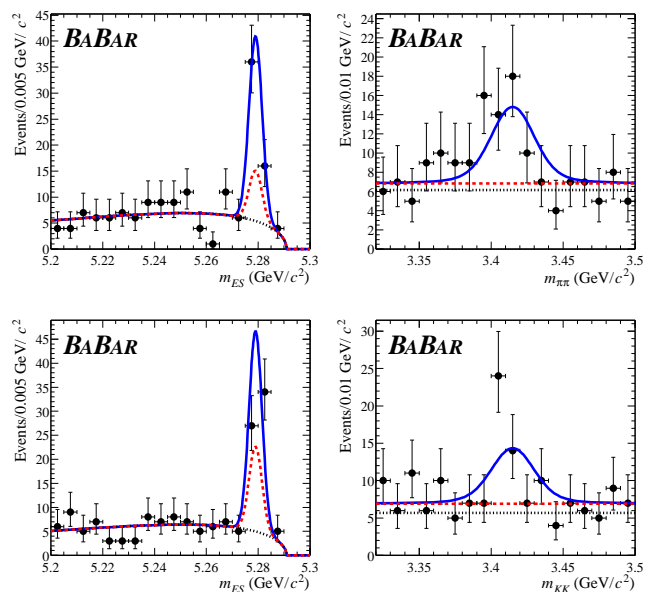 BABAR
Events/0.005 GeV/c²
45
40
35
30
25
20
15
10
5
0
5.2 5.22 5.24 5.26 5.28 5.3
m_ES (GeV/c²)
BABAR
Events/0.01 GeV/c²
24
22
20
18
16
14
12
10
8
6
4
2
0
3.35 3.4 3.45 3.5
m_ππ (GeV/c²)
BABAR
Events/0.005 GeV/c²
45
40
35
30
25
20
15
10
5
0
5.2 5.22 5.24 5.26 5.28 5.3
m_ES (GeV/c²)
BABAR
Events/0.01 GeV/c²
30
25
20
15
10
5
0
3.35 3.4 3.45 3.5
m_KK (GeV/c²)